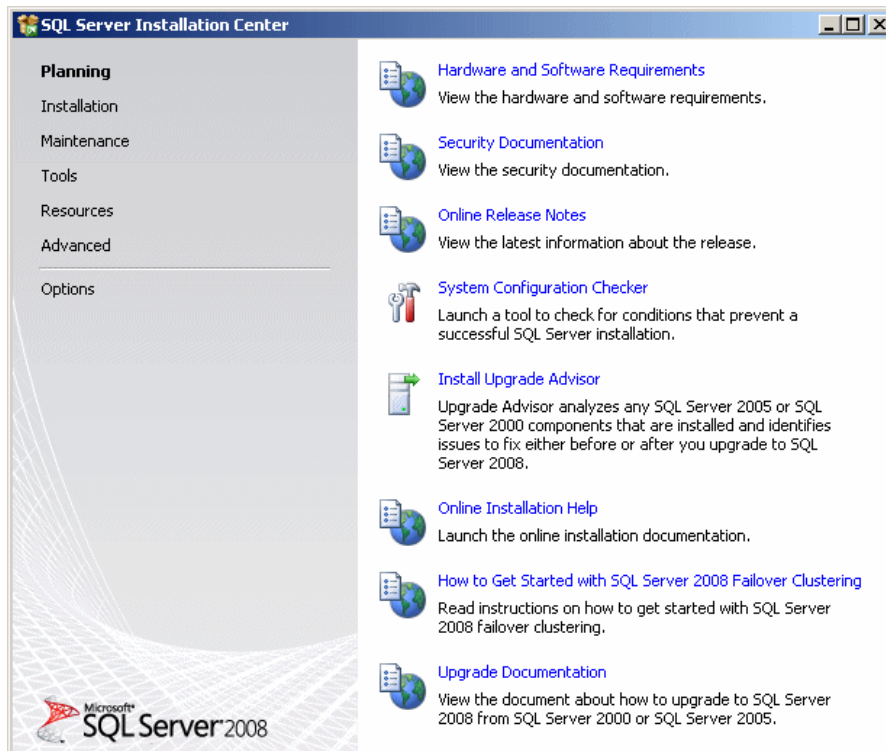 SQL Server Installation Center
Planning
Installation
Maintenance
Tools
Resources
Advanced
Options
Hardware and Software Requirements
View the hardware and software requirements.
Security Documentation
View the security documentation.
Online Release Notes
View the latest information about the release.
System Configuration Checker
Launch a tool to check for conditions that prevent a
successful SQL Server installation.
Install Upgrade Advisor
Upgrade Advisor analyzes any SQL Server 2005 or SQL
Server 2000 components that are installed and identifies
issues to fix either before or after you upgrade to SQL
Server 2008.
Online Installation Help
Launch the online installation documentation.
How to Get Started with SQL Server 2008 Failover Clustering
Read instructions on how to get started with SQL Server
2008 failover clustering.
Upgrade Documentation
View the document about how to upgrade to SQL Server
2008 from SQL Server 2000 or SQL Server 2005.
Microsoft®
SQL Server 2008